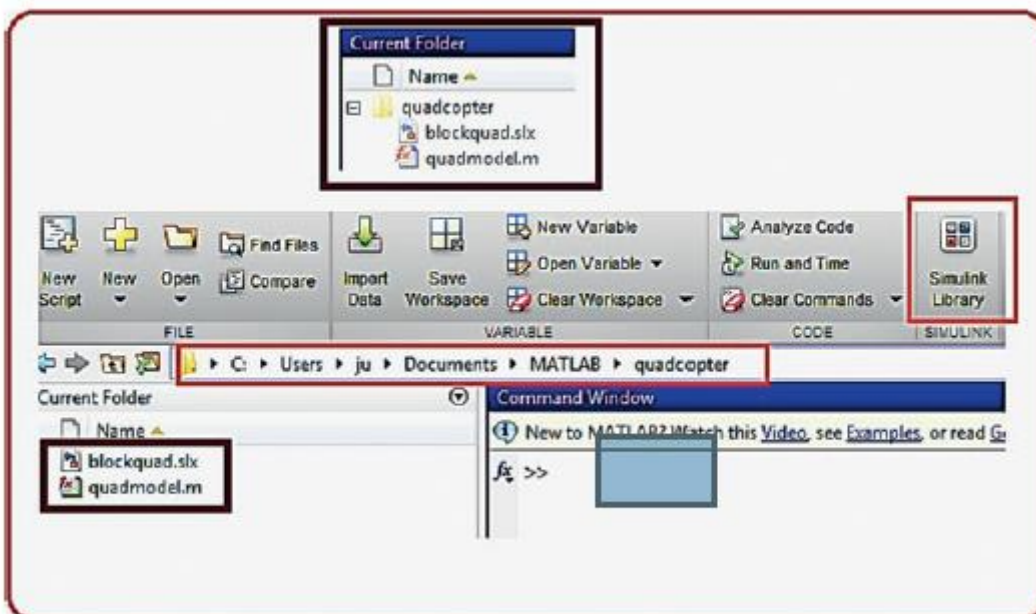 Current Folder
Name
quadcopter
blockquad.slx
quadmodel.m
New Script
New
Open
Find Files
Compare
Import Data
Save Workspace
New Variable
Open Variable
Clear Workspace
Analyze Code
Run and Time
Clear Commands
Simulink Library
FILE VARIABLE CODE SIMULINK
C: Users ju Documents MATLAB quadcopter
Current Folder
Name
blockquad.slx
quadmodel.m
Command Window
New to MATLAB? Watch this Video, see Examples, or read
fx >>